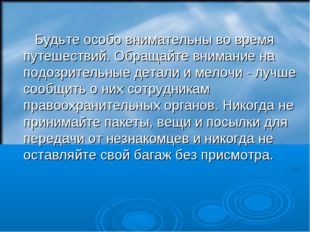 Будьте особо внимательны во время
путешествий. Обращайте внимание на
подозрительные детали и мелочи - лучше
сообщить о них сотрудникам
правоохранительных органов. Никогда не
принимайте пакеты, вещи и посылки для
передачи от незнакомцев и никогда не
оставляйте свой багаж без присмотра.